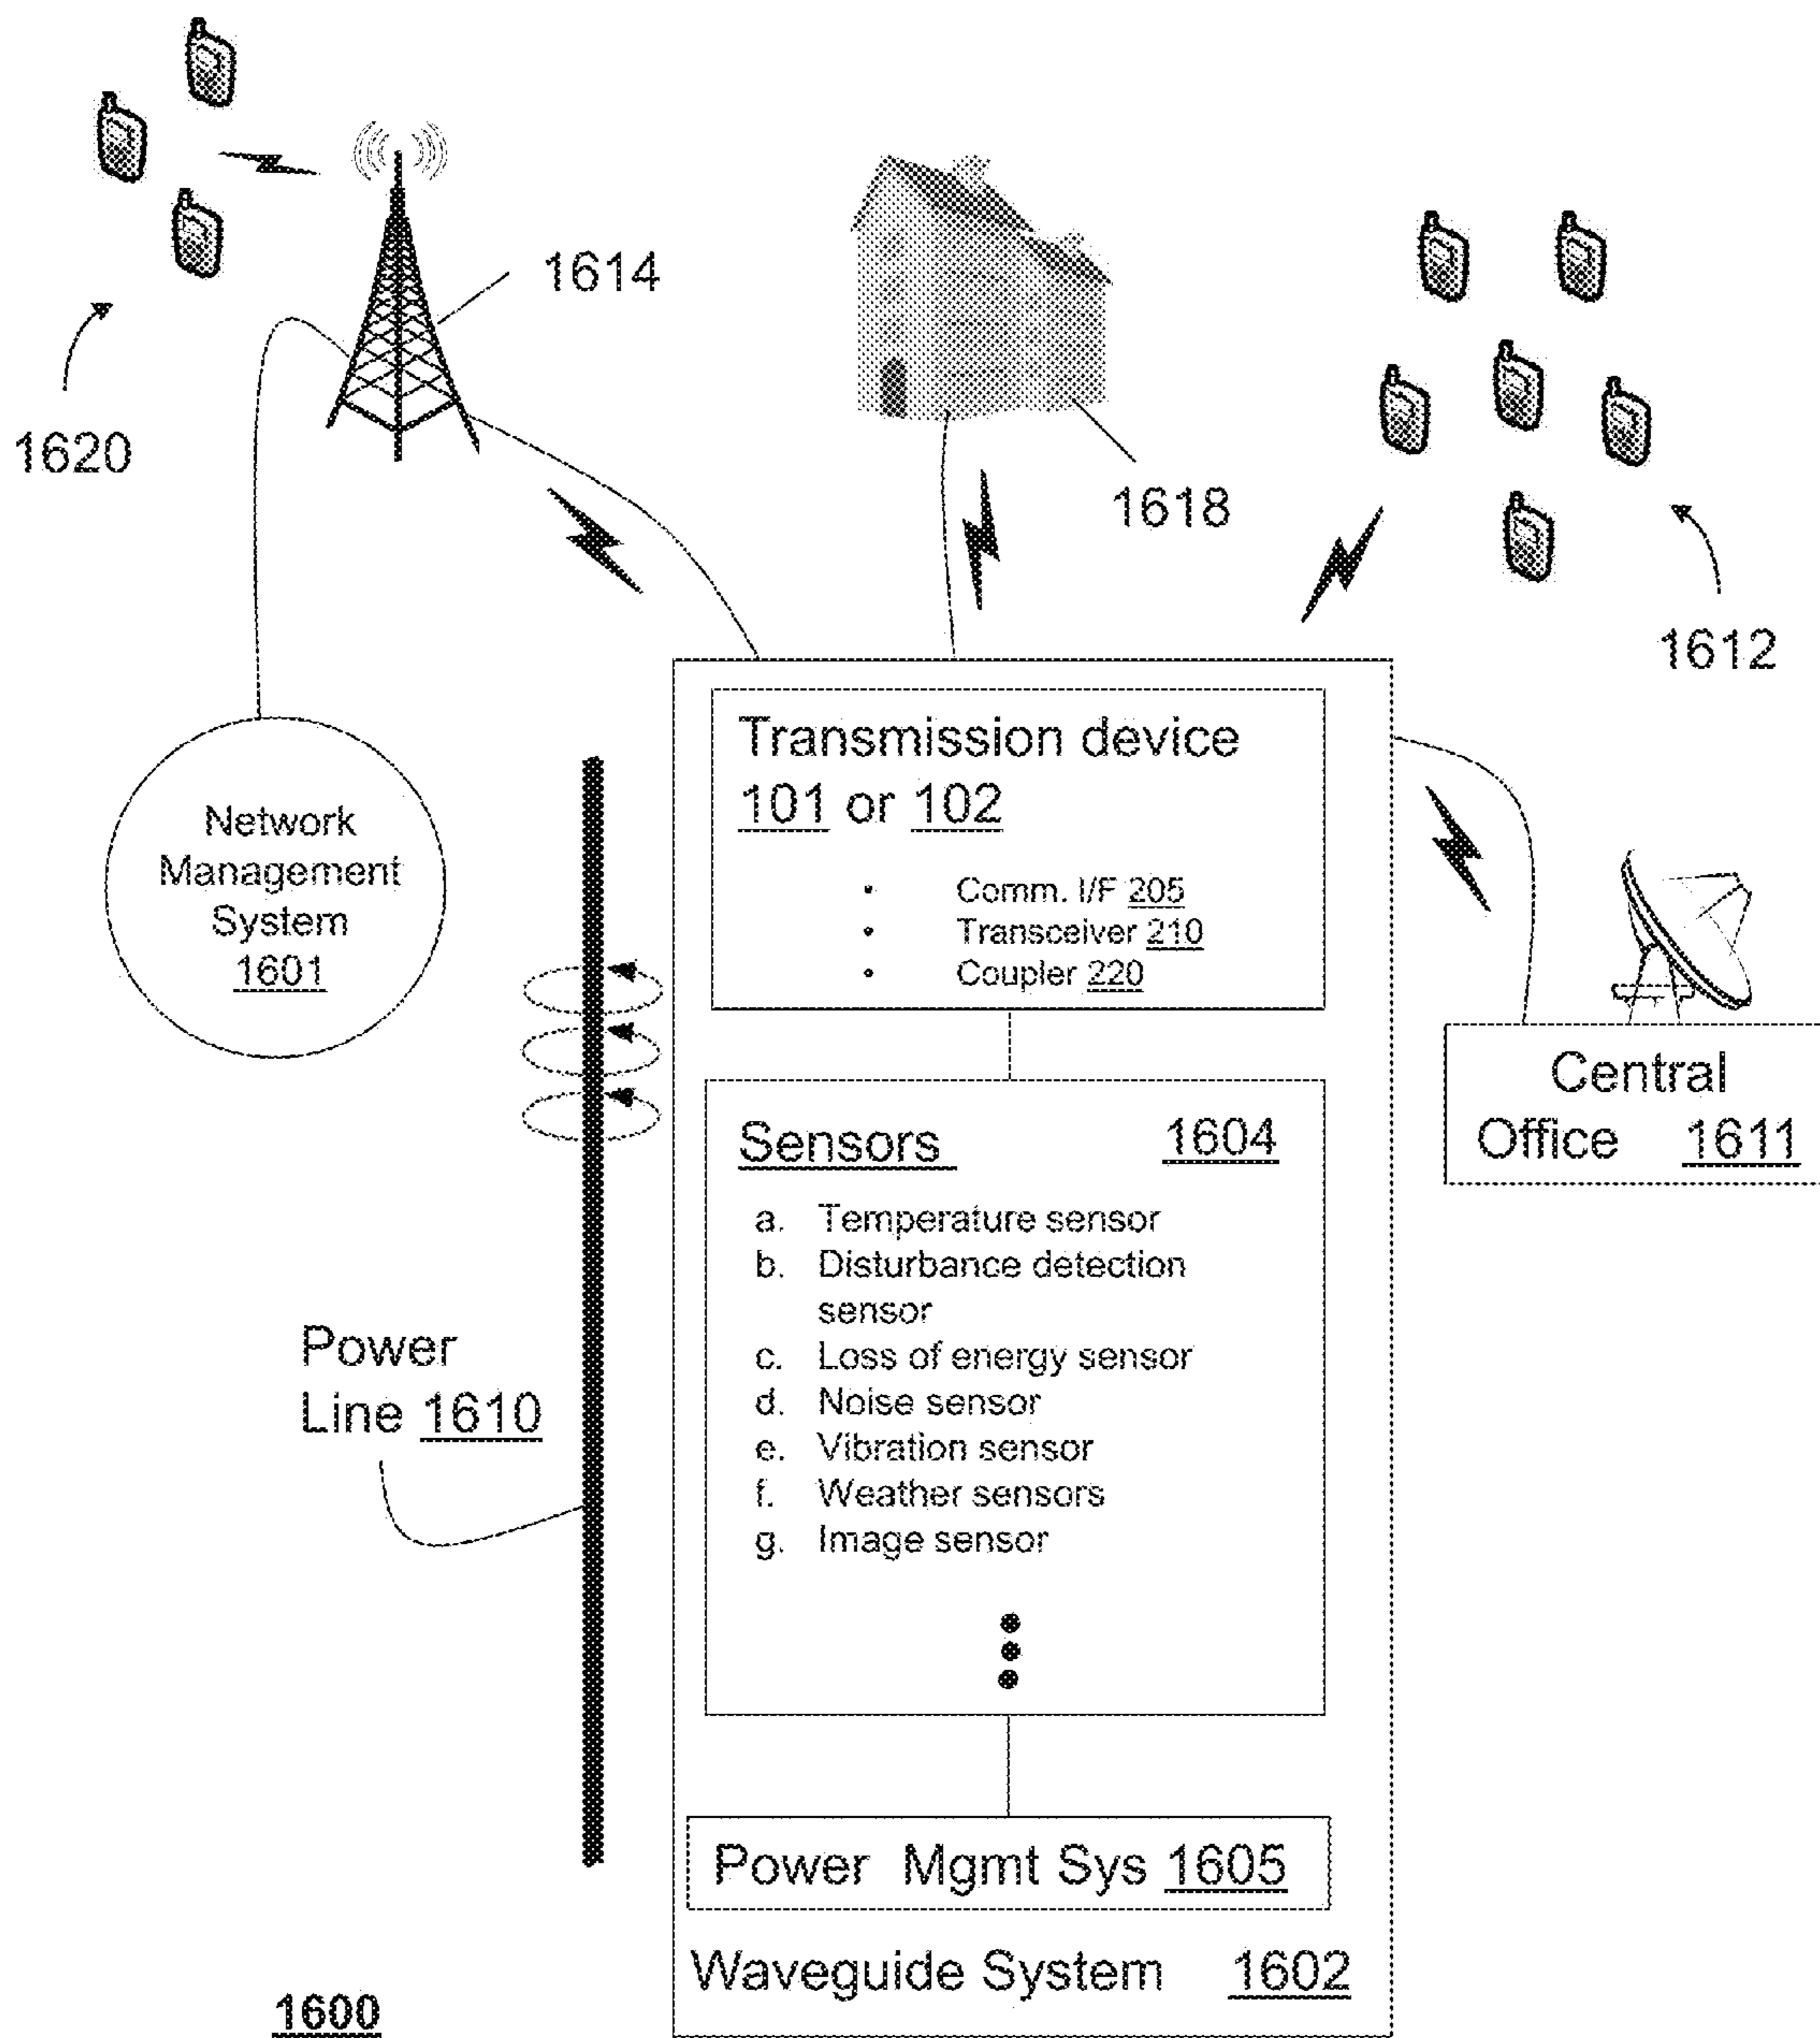 1614
1620
1618
1612
Network
Management
System
1601
Transmission device
101 or 102
• Comm. I/F 205
• Transceiver 210
• Coupler 220
Central
Office 1611
Sensors 1604
a. Temperature sensor
b. Disturbance detection
sensor
c. Loss of energy sensor
d. Noise sensor
e. Vibration sensor
f. Weather sensors
g. Image sensor
Power
Line 1610
Power Mgmt Sys 1605
Waveguide System 1602
1600